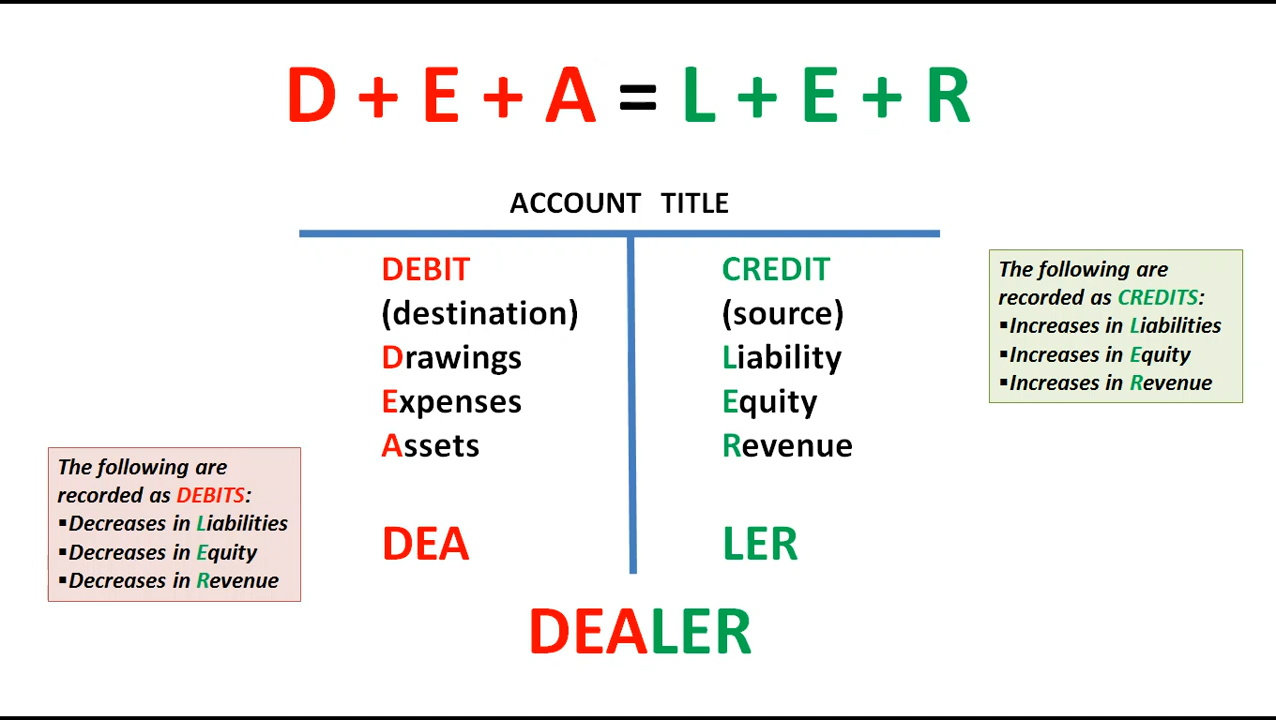 D + E + A = L + E + R
ACCOUNT TITLE
DEBIT
(destination)
Drawings
Expenses
Assets
DEA
CREDIT
(source)
Liability
Equity
Revenue
LER
The following are
recorded as CREDITS:
▪Increases in Liabilities
▪Increases in Equity
▪Increases in Revenue
The following are
recorded as DEBITS:
▪Decreases in Liabilities
▪Decreases in Equity
▪Decreases in Revenue
DEALER